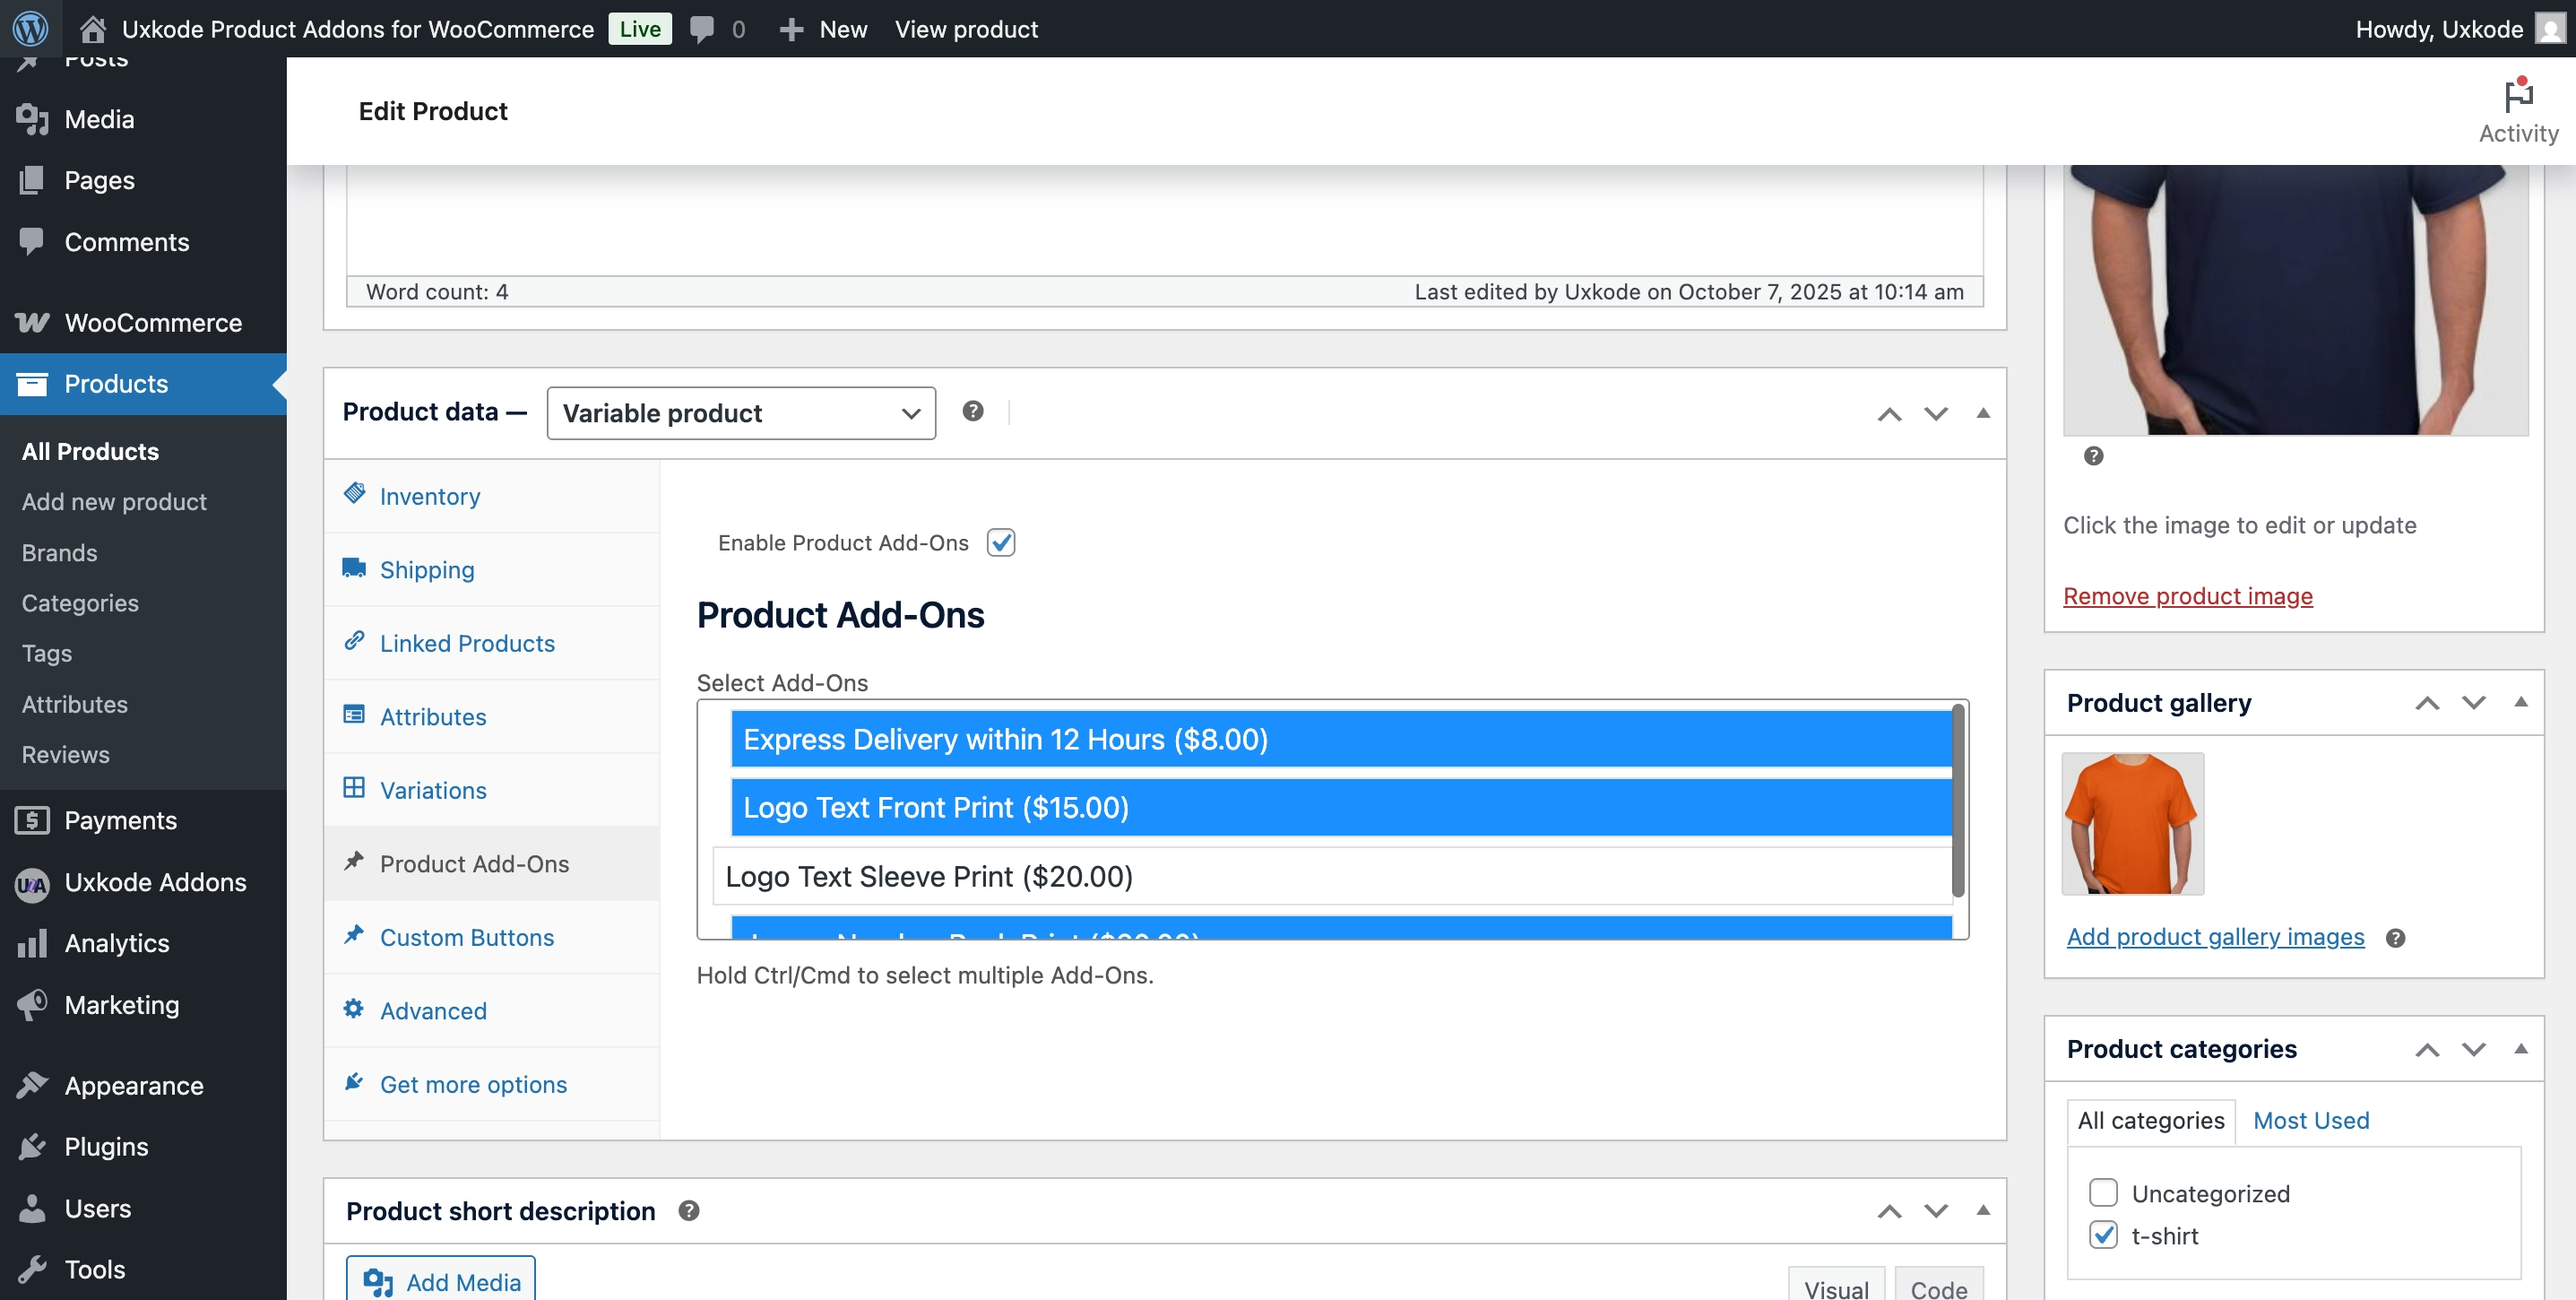 Uxkode Product Addons for WooCommerce Live 0 New View product Howdy, Uxkode
Posts
Media
Pages
Comments
WooCommerce
Products
All Products
Add new product
Brands
Categories
Tags
Attributes
Reviews
Payments
Uxkode Addons
Analytics
Marketing
Appearance
Plugins
Users
Tools
Edit Product
Activity
Word count: 4 Last edited by Uxkode on October 7, 2025 at 10:14 am
Product data — Variable product
Inventory
Shipping
Linked Products
Attributes
Variations
Product Add-Ons
Custom Buttons
Advanced
Get more options
Enable Product Add-Ons
Product Add-Ons
Select Add-Ons
Express Delivery within 12 Hours ($8.00)
Logo Text Front Print ($15.00)
Logo Text Sleeve Print ($20.00)
Hold Ctrl/Cmd to select multiple Add-Ons.
Product short description
Add Media
Visual Code
Click the image to edit or update
Remove product image
Product gallery
Add product gallery images
Product categories
All categories Most Used
Uncategorized
t-shirt